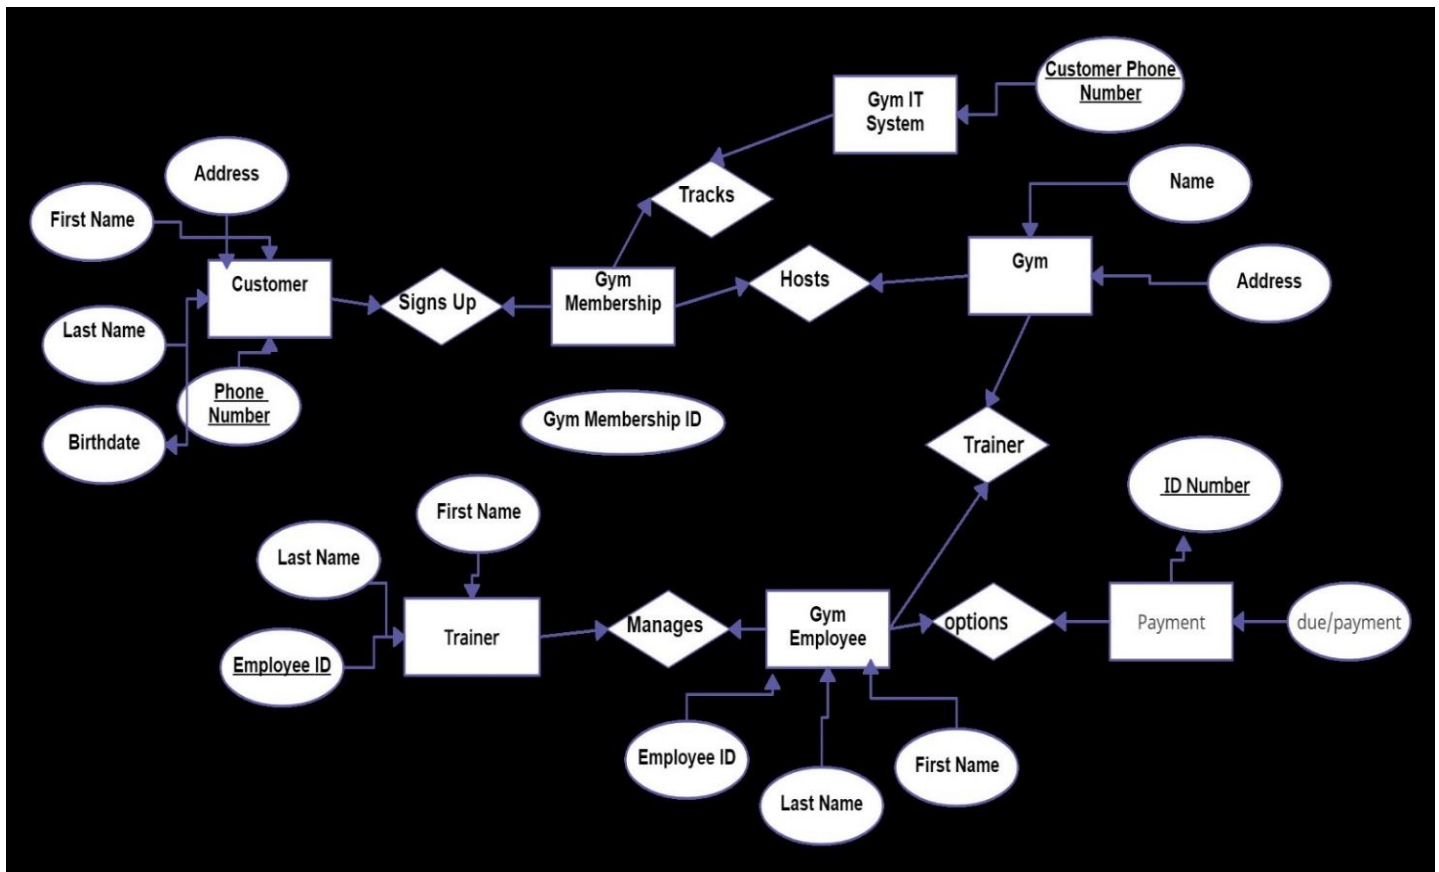 Customer Phone
Number
Gym IT
System
Address
Name
Tracks
First Name
Gym
Customer
Signs Up
Gym
Membership
Hosts
Address
Last Name
Phone
Number
Birthdate
Gym Membership ID
Trainer
ID Number
First Name
Last Name
Trainer
Manages
Gym
Employee
options
Payment
due/payment
Employee ID
Employee ID
Last Name
First Name